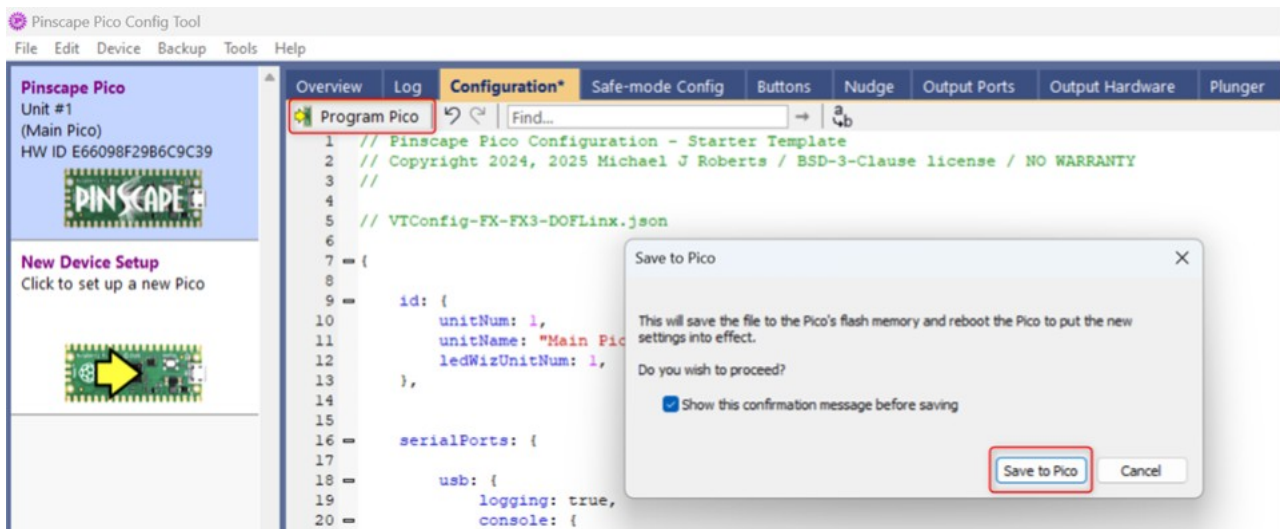 Pinscape Pico Config Tool
File Edit Device Backup Tools Help
Pinscape Pico
Unit #1
(Main Pico)
HW ID E66098F29B6C9C39
PINSCAPE
New Device Setup
Click to set up a new Pico
Overview Log Configuration* Safe-mode Config Buttons Nudge Output Ports Output Hardware Plunger
Program Pico Find...
1 // Pinscape Pico Configuration - Starter Template
2 // Copyright 2024, 2025 Michael J Roberts / BSD-3-Clause license / NO WARRANTY
3 //
4
5 // VTConfig-FX-FX3-DOFLinx.json
6
7 {
8
9 id: {
10 unitNum: 1,
11 unitName: "Main Pic
12 ledWizUnitNum: 1,
13 },
14
15
16 serialPorts: {
17
18 usb: {
19 logging: true,
20 console: {
Save to Pico
This will save the file to the Pico's flash memory and reboot the Pico to put the new
settings into effect.
Do you wish to proceed?
Show this confirmation message before saving
Save to Pico Cancel